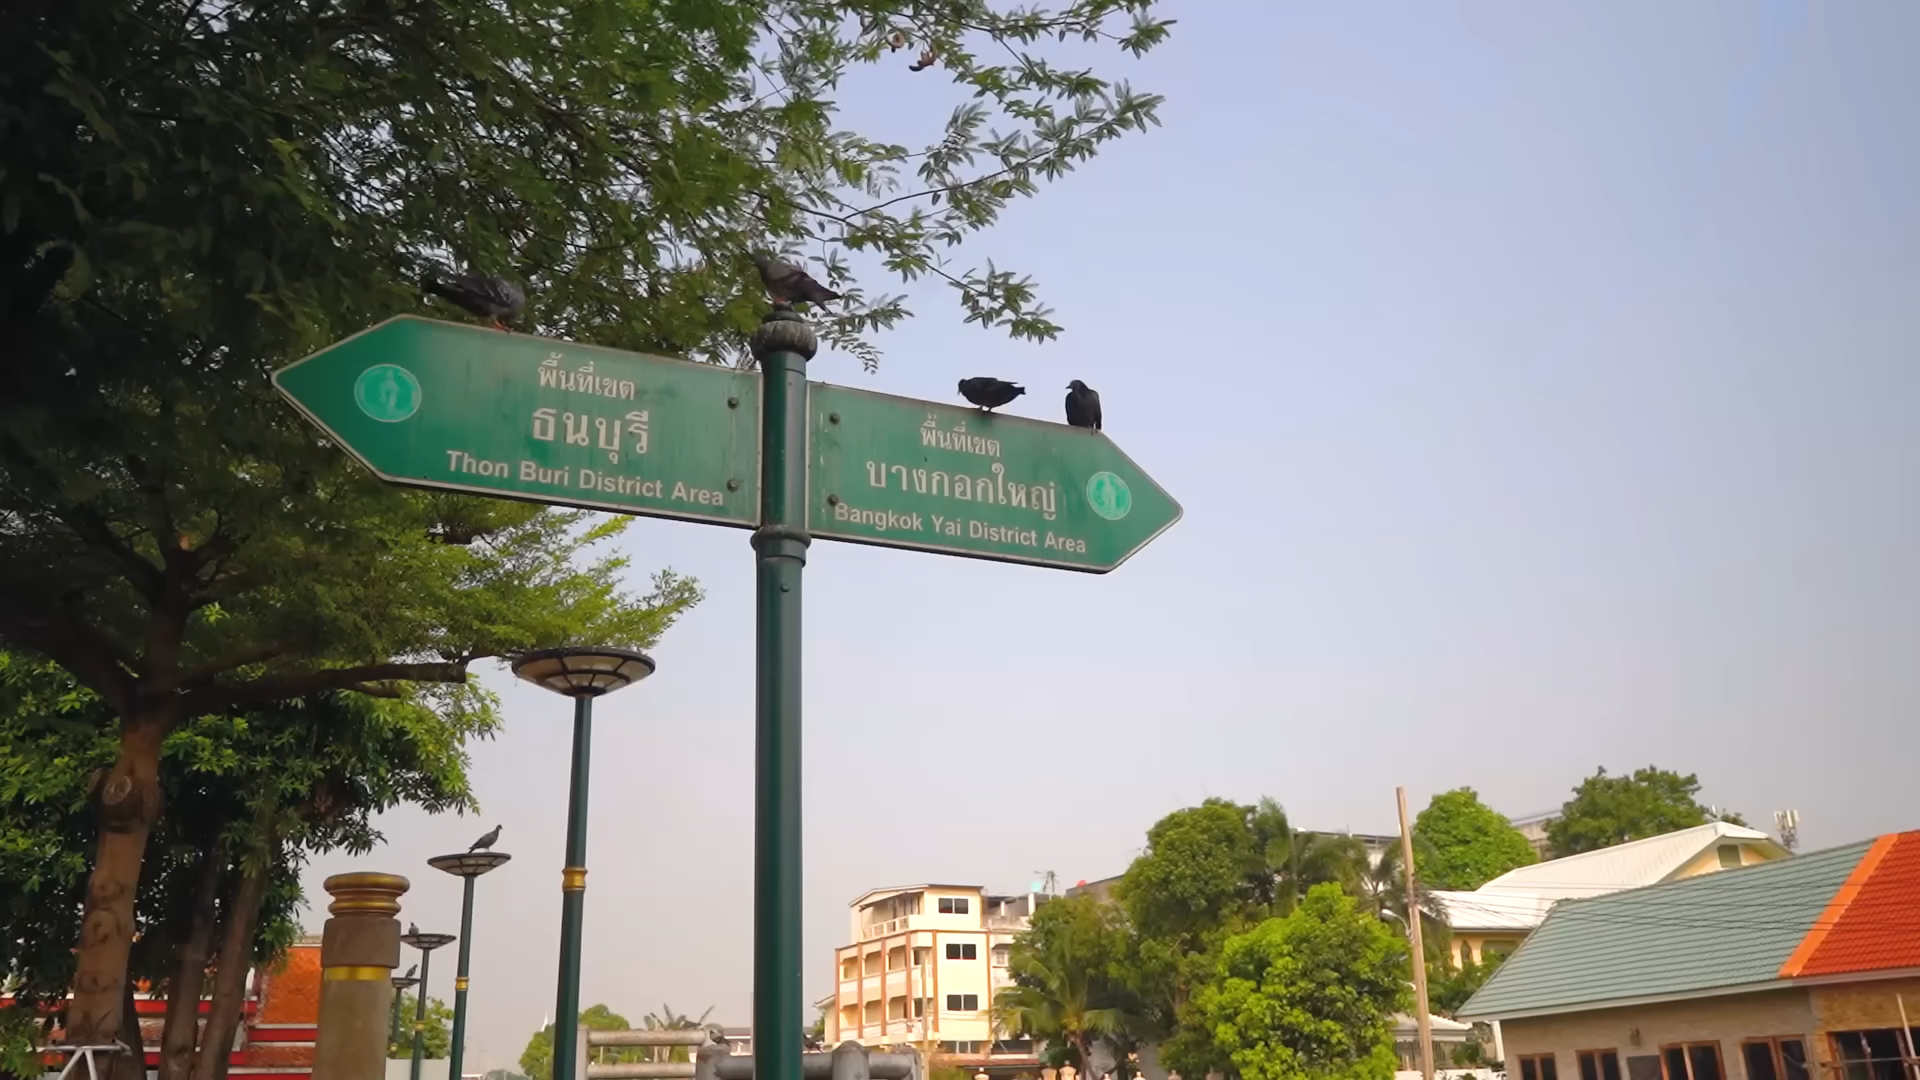 พื้นที่เขต
ธนบุรี
Thon Buri District Area
พื้นที่เขต
บางกอกใหญ่
Bangkok Yai District Area